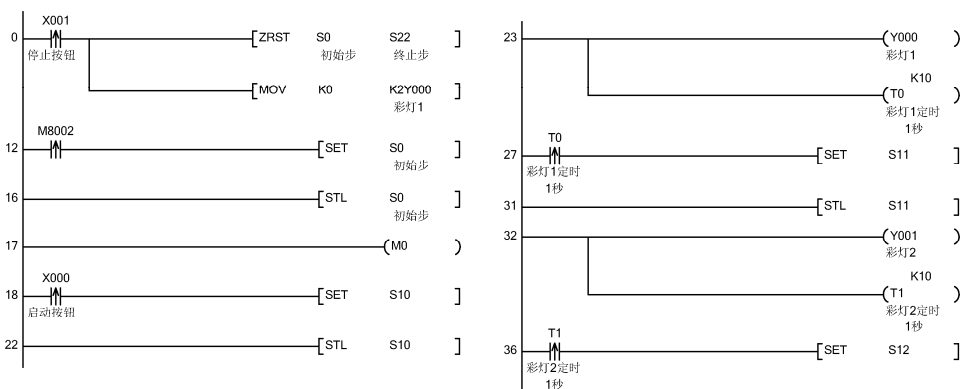 X001
0 ZRST S0 S22
停止按钮 初始步 终止步
MOV K0 K2Y000
彩灯1
M8002
12 SET S0
初始步
16 STL S0
初始步
17 M0
X000
18 SET S10
启动按钮
22 STL S10
23 Y000
彩灯1
K10
T0
彩灯1定时
1秒
T0
27 SET S11
彩灯1定时
1秒
31 STL S11
32 Y001
彩灯2
K10
T1
彩灯2定时
1秒
T1
36 SET S12
彩灯2定时
1秒